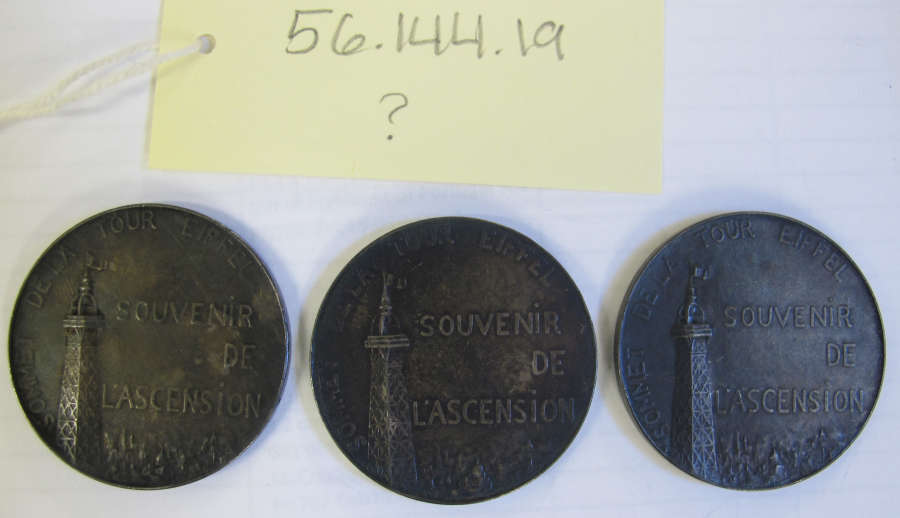 56.144.19
?
SOMMET DE LA TOUR EIFFEL
SOUVENIR
DE
L'ASCENSION
SOMMET LA TOUR EIFFEL
SOUVENIR
DE
L'ASCENSION
SOMMET DE LA TOUR EIFFEL
SOUVENIR
DE
L'ASCENSION